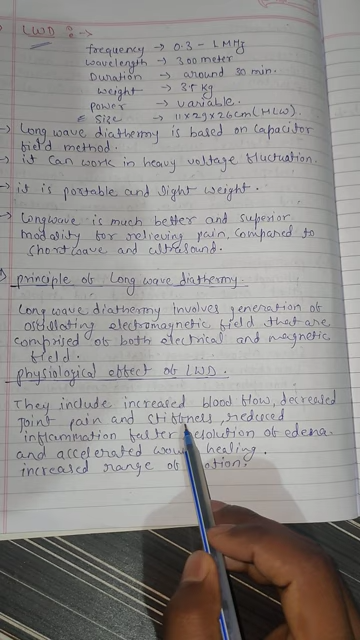 LWD :
frequency → 0.3 - 1 MHz
wavelength → 300 meter
Duration → around 30 min.
weight → 35 kg
power → variable.
Size → 11x29x26 cm (HLW)
→ Longwave diathermy is based on capacitor
field method.
→ it can work in heavy voltage fluctuation.
→ it is portable and light weight.
→ Longwave is much better and superior
modality for relieving pain, compared to
shortwave and ultrasound.
principle of Long wave diathermy
Long wave diathermy involves generation of
oscillating electromagnetic field that are
comprised of both electrical and magnetic
field.
physiological effect of LWD.
They include increased blood flow, decreased
joint pain and stiffness, reduced
inflammation faster resolution of edema
and accelerated wound healing.
increased range of motion.